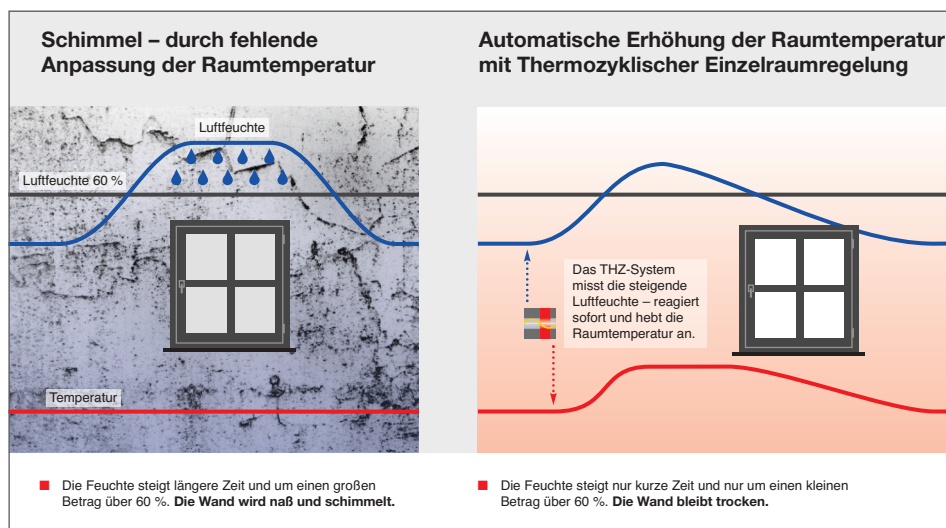 Schimmel – durch fehlende
Anpassung der Raumtemperatur
Luftfeuchte
Luftfeuchte 60 %
Temperatur
■ Die Feuchte steigt längere Zeit und um einen großen
Betrag über 60 %. Die Wand wird naß und schimmelt.
Automatische Erhöhung der Raumtemperatur
mit Thermozyklischer Einzelraumregelung
Das THZ-System
misst die steigende
Luftfeuchte – reagiert
sofort und hebt die
Raumtemperatur an.
■ Die Feuchte steigt nur kurze Zeit und nur um einen kleinen
Betrag über 60 %. Die Wand bleibt trocken.